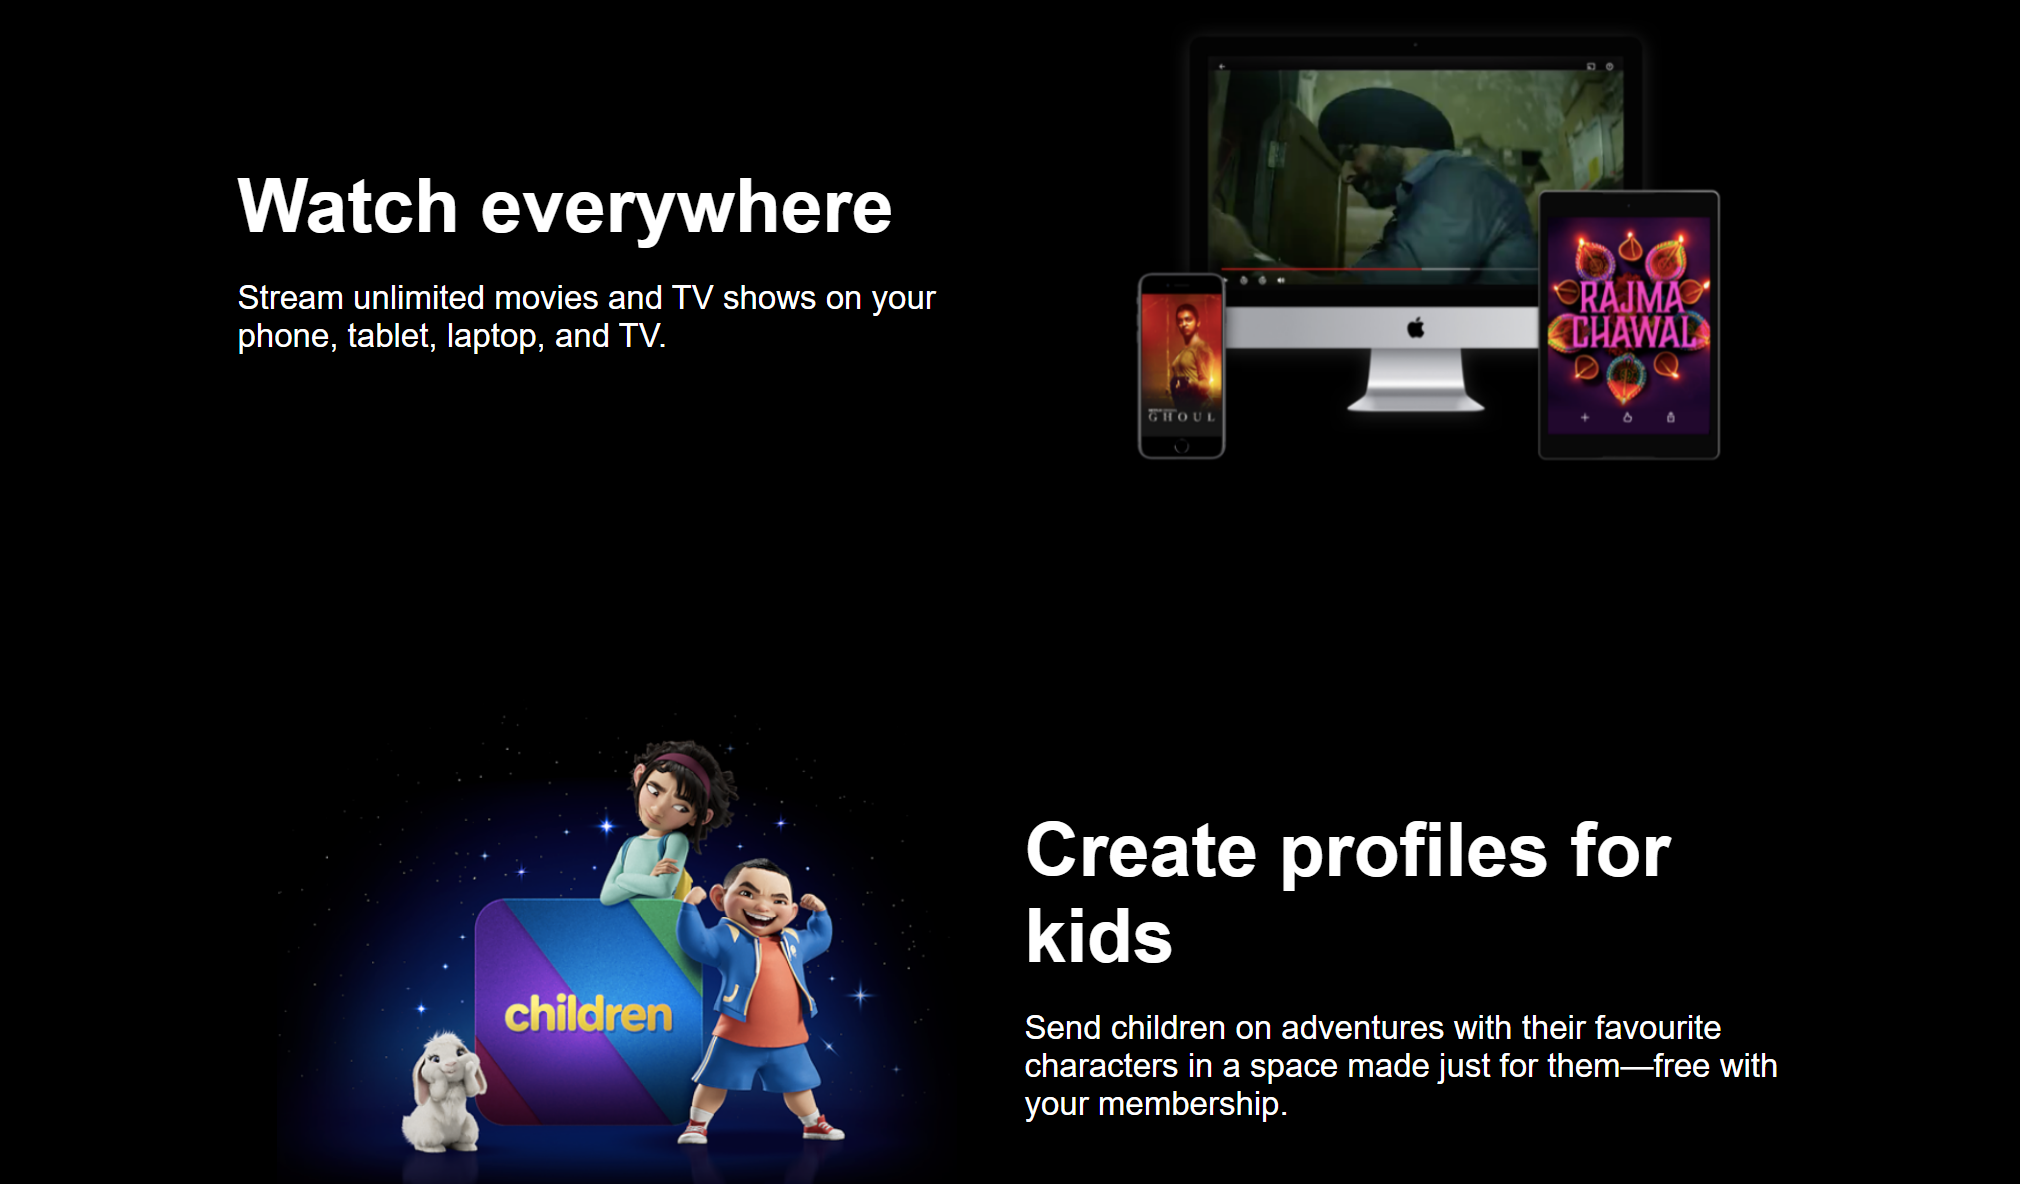 Watch everywhere
Stream unlimited movies and TV shows on your
phone, tablet, laptop, and TV.
GHOUL
RAJMA
CHAWAL
children
Create profiles for
kids
Send children on adventures with their favourite
characters in a space made just for them—free with
your membership.